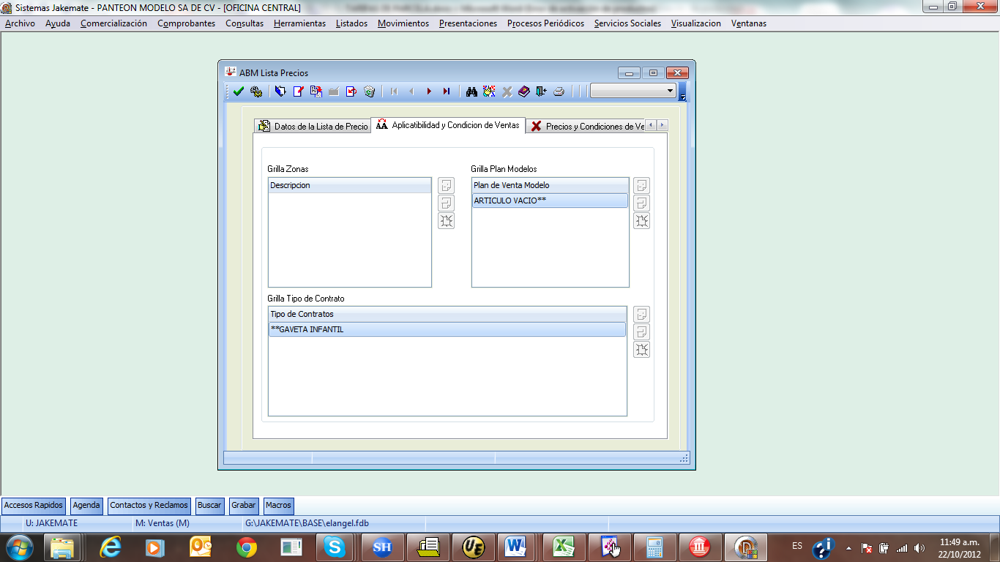 Sistemas Jakemate - PANTEON MODELO SA DE CV - [OFICINA CENTRAL]
Archivo Ayuda Comercialización Comprobantes Consultas Herramientas Listados Movimientos Presentaciones Procesos Periódicos Servicios Sociales Visualizacion Ventanas
ABM Lista Precios
Datos de la Lista de Precio Aplicatibilidad y Condicion de Ventas Precios y Condiciones de Ve
Grilla Zonas Grilla Plan Modelos
Descripcion Plan de Venta Modelo
ARTICULO VACIO**
Grilla Tipo de Contrato
Tipo de Contratos
**GAVETA INFANTIL
Accesos Rapidos Agenda Contactos y Reclamos Buscar Grabar Macros
U: JAKEMATE M: Ventas (M) G:\JAKEMATE\BASE\elangel.fdb
SH UE ES 11:49 a.m.
22/10/2012